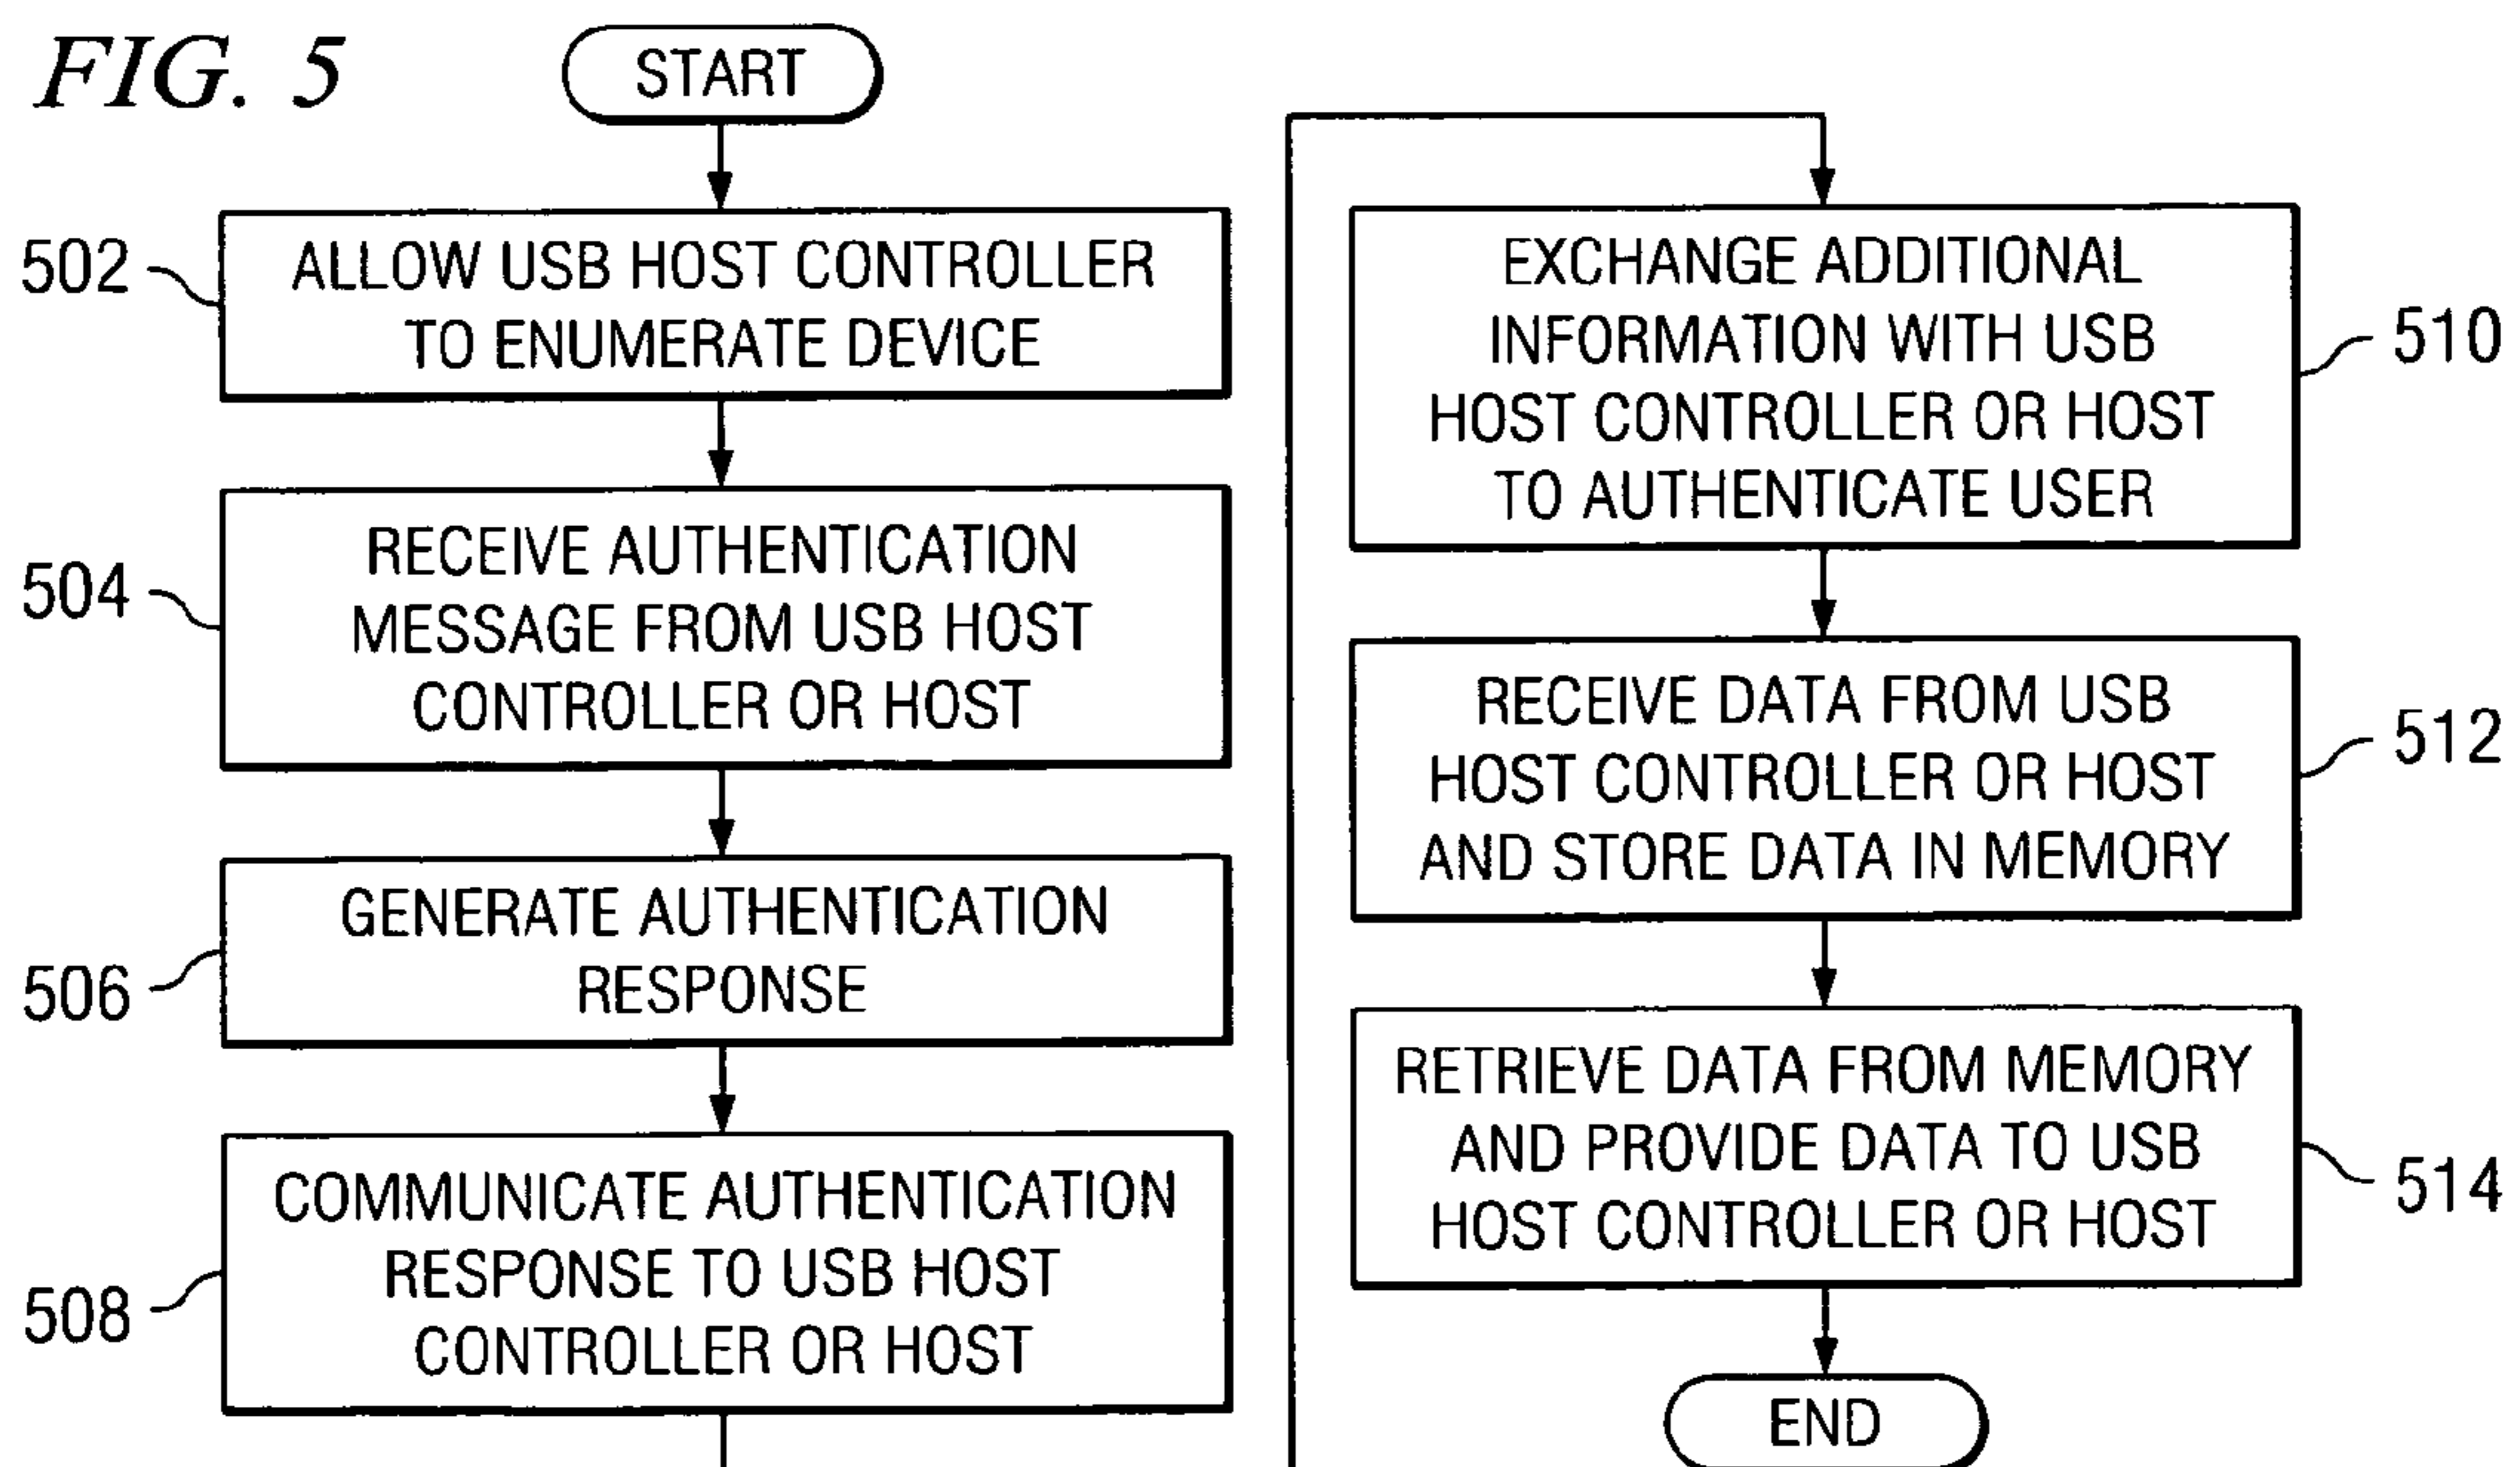 FIG. 5
START
502
ALLOW USB HOST CONTROLLER
TO ENUMERATE DEVICE
504
RECEIVE AUTHENTICATION
MESSAGE FROM USB HOST
CONTROLLER OR HOST
506
GENERATE AUTHENTICATION
RESPONSE
508
COMMUNICATE AUTHENTICATION
RESPONSE TO USB HOST
CONTROLLER OR HOST
EXCHANGE ADDITIONAL
INFORMATION WITH USB
HOST CONTROLLER OR HOST
TO AUTHENTICATE USER
510
RECEIVE DATA FROM USB
HOST CONTROLLER OR HOST
AND STORE DATA IN MEMORY
512
RETRIEVE DATA FROM MEMORY
AND PROVIDE DATA TO USB
HOST CONTROLLER OR HOST
514
END